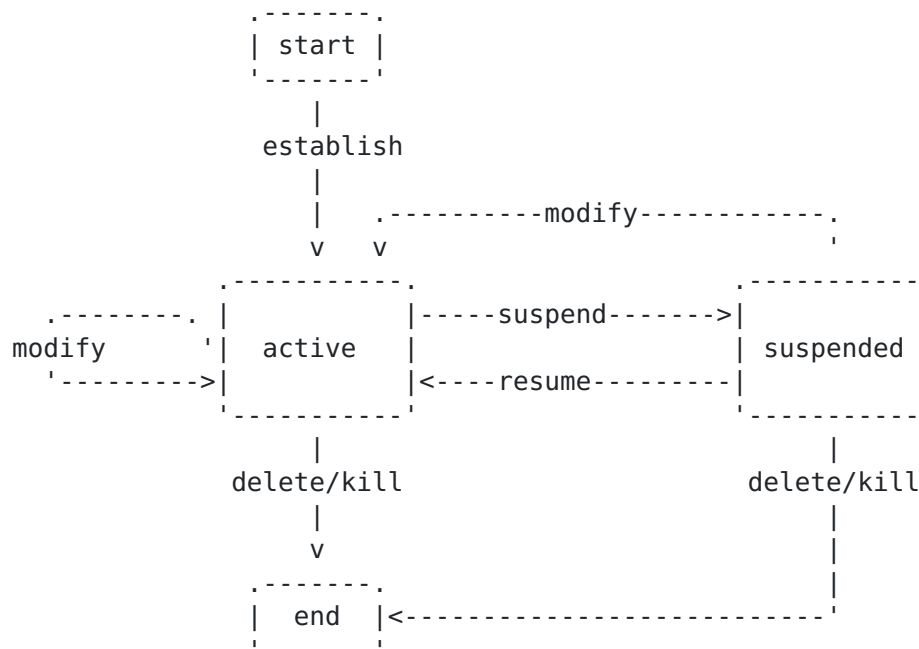 start
establish
modify
suspend
modify active suspended
resume
delete/kill delete/kill
end